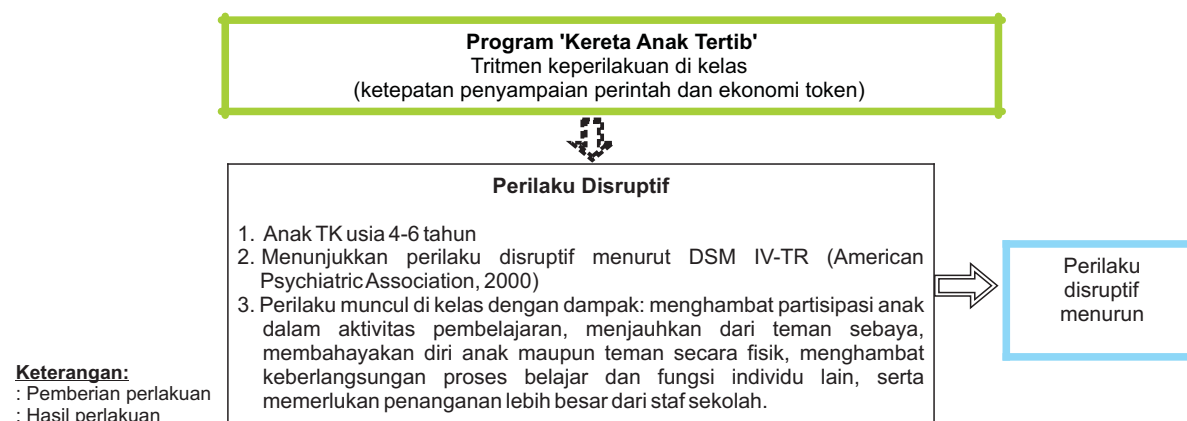 Program 'Kereta Anak Tertib'
Tritmen keperilakuan di kelas
(ketepatan penyampaian perintah dan ekonomi token)
Perilaku Disruptif
1. Anak TK usia 4-6 tahun
2. Menunjukkan perilaku disruptif menurut DSM IV-TR (American
Psychiatric Association, 2000)
3. Perilaku muncul di kelas dengan dampak: menghambat partisipasi anak
dalam aktivitas pembelajaran, menjauhkan dari teman sebaya,
membahayakan diri anak maupun teman secara fisik, menghambat
keberlangsungan proses belajar dan fungsi individu lain, serta
memerlukan penanganan lebih besar dari staf sekolah.
Perilaku
disruptif
menurun
Keterangan:
: Pemberian perlakuan
: Hasil perlakuan